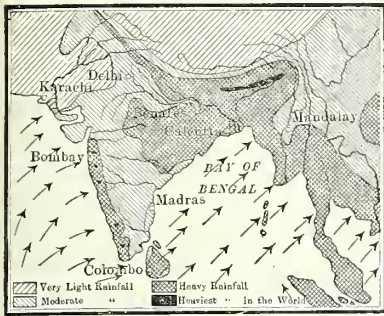 Delhi
Karachi
Benares
Calcutta
Mandalay
Bombay
BAY OF
BENGAL
Madras
Colombo
Very Light Rainfall
Heavy Rainfall
Moderate "
Heaviest " In the World